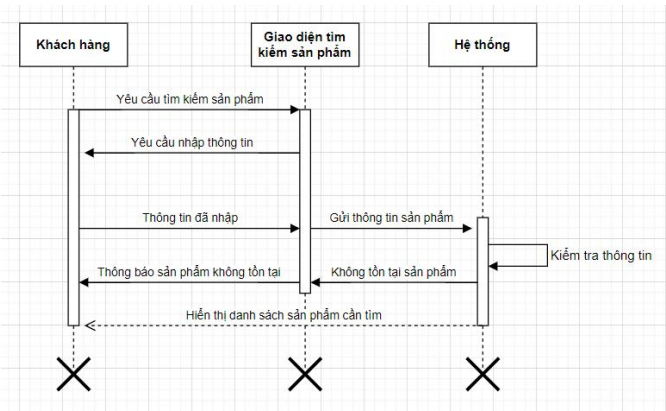 Khách hàng
Giao diện tìm
kiếm sản phẩm
Hệ thống
Yêu cầu tìm kiếm sản phẩm
Yêu cầu nhập thông tin
Thông tin đã nhập
Gửi thông tin sản phẩm
Kiểm tra thông tin
Thông báo sản phẩm không tồn tại
Không tồn tại sản phẩm
Hiển thị danh sách sản phẩm cần tìm